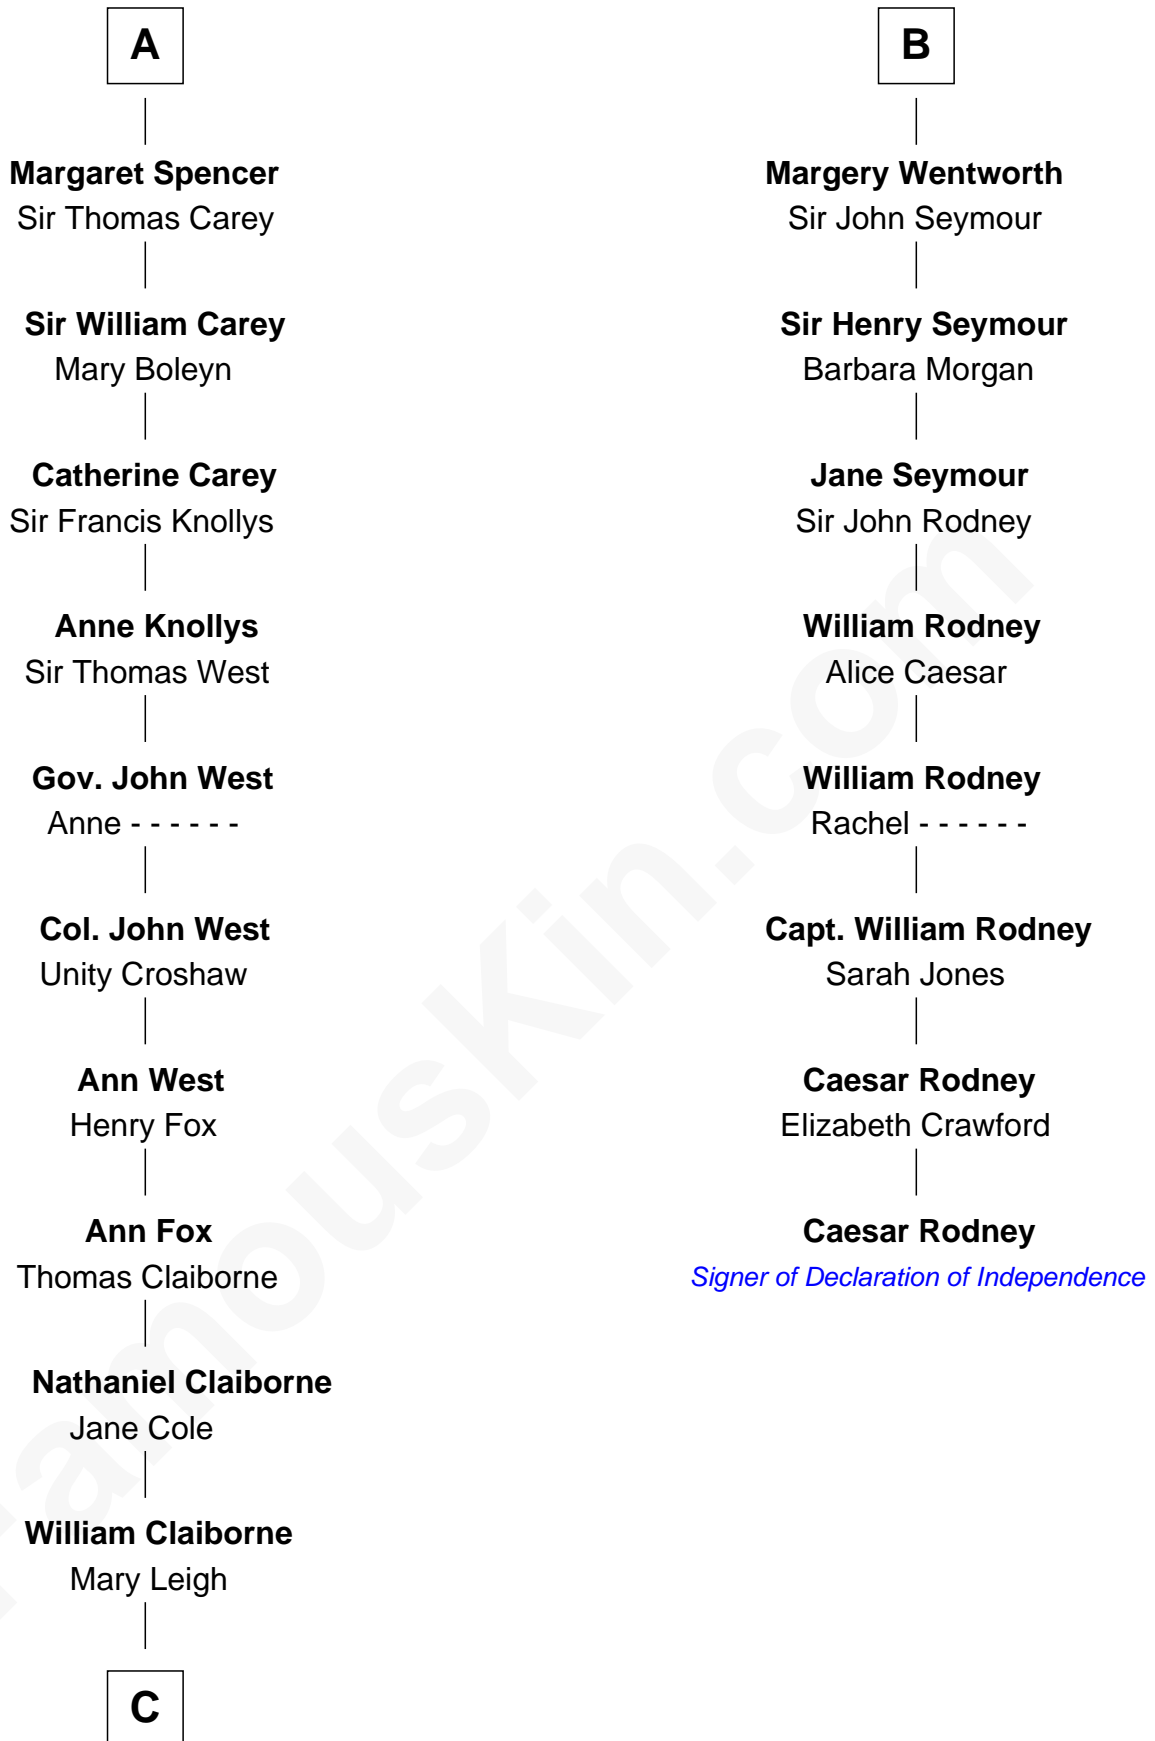 A
Margaret Spencer
Sir Thomas Carey
Sir William Carey
Mary Boleyn
Catherine Carey
Sir Francis Knollys
Anne Knollys
Sir Thomas West
Gov. John West
Anne - - - - - -
Col. John West
Unity Croshaw
Ann West
Henry Fox
Ann Fox
Thomas Claiborne
Nathaniel Claiborne
Jane Cole
William Claiborne
Mary Leigh
C
B
Margery Wentworth
Sir John Seymour
Sir Henry Seymour
Barbara Morgan
Jane Seymour
Sir John Rodney
William Rodney
Alice Caesar
William Rodney
Rachel - - - - - -
Capt. William Rodney
Sarah Jones
Caesar Rodney
Elizabeth Crawford
Caesar Rodney
Signer of Declaration of Independence
FamousKin.com